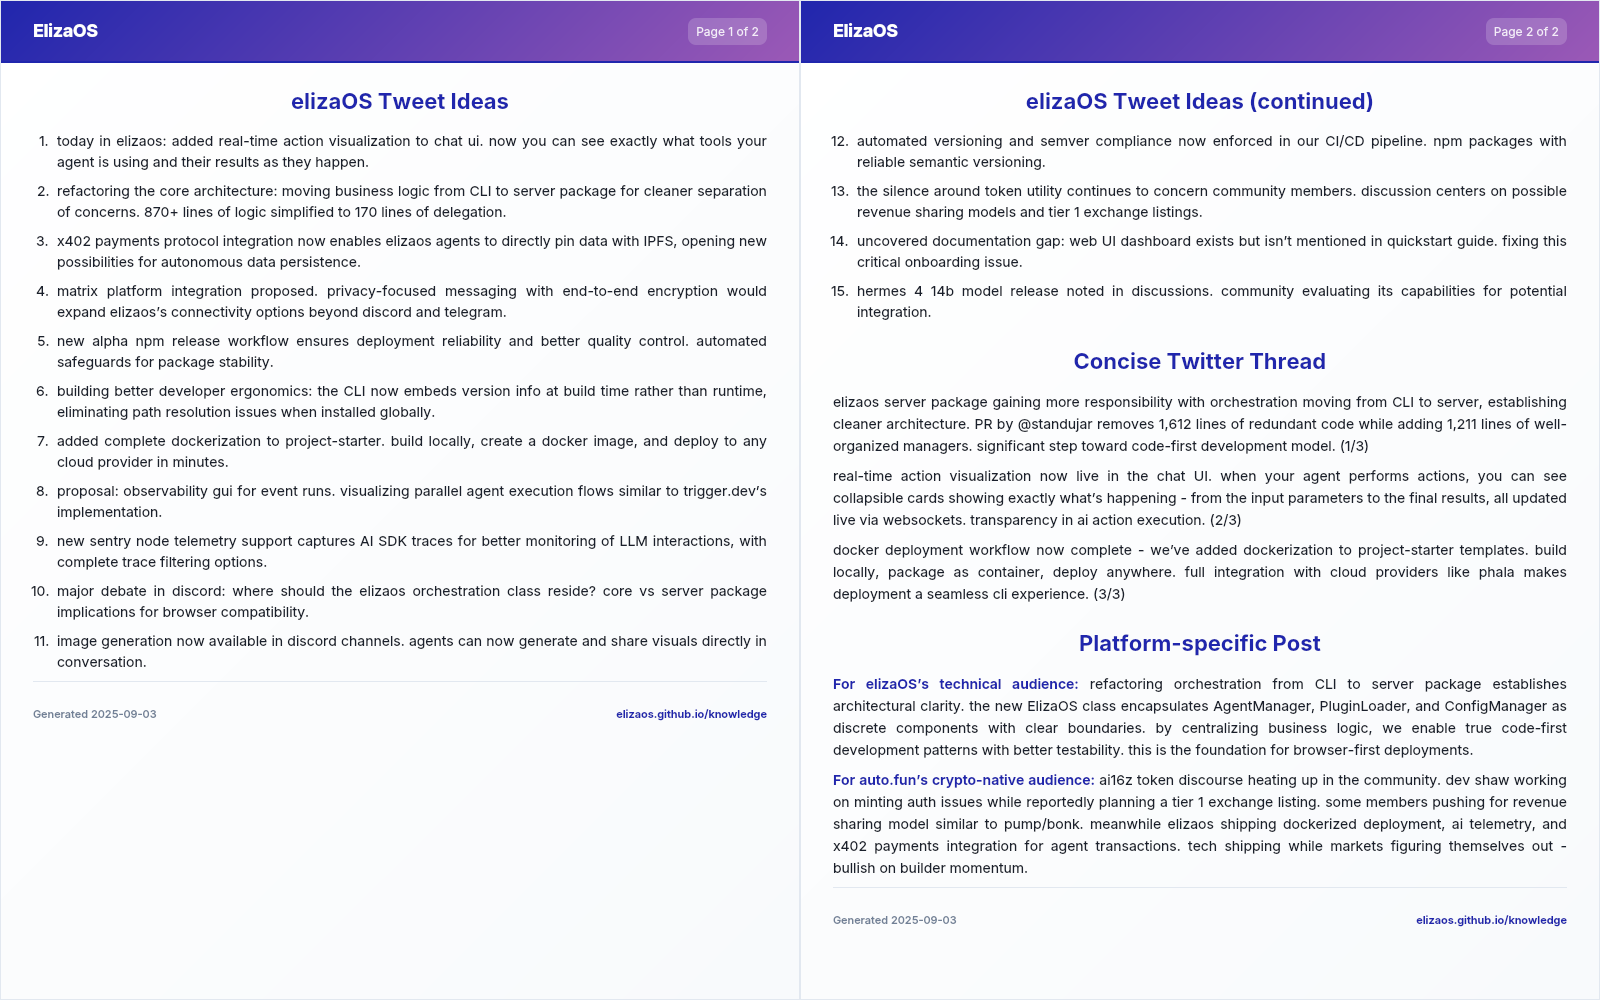 ElizaOS
Page 1 of 2
elizaOS Tweet Ideas
1. today in elizaos: added real-time action visualization to chat ui. now you can see exactly what tools your
agent is using and their results as they happen.
2. refactoring the core architecture: moving business logic from CLI to server package for cleaner separation
of concerns. 870+ lines of logic simplified to 170 lines of delegation.
3. x402 payments protocol integration now enables elizaos agents to directly pin data with IPFS, opening new
possibilities for autonomous data persistence.
4. matrix platform integration proposed. privacy-focused messaging with end-to-end encryption would
expand elizaos's connectivity options beyond discord and telegram.
5. new alpha npm release workflow ensures deployment reliability and better quality control. automated
safeguards for package stability.
6. building better developer ergonomics: the CLI now embeds version info at build time rather than runtime,
eliminating path resolution issues when installed globally.
7. added complete dockerization to project-starter. build locally, create a docker image, and deploy to any
cloud provider in minutes.
8. proposal: observability gui for event runs. visualizing parallel agent execution flows similar to trigger.dev's
implementation.
9. new sentry node telemetry support captures AI SDK traces for better monitoring of LLM interactions, with
complete trace filtering options.
10. major debate in discord: where should the elizaos orchestration class reside? core vs server package
implications for browser compatibility.
11. image generation now available in discord channels. agents can now generate and share visuals directly in
conversation.
Generated 2025-09-03
elizaos.github.io/knowledge
ElizaOS
Page 2 of 2
elizaOS Tweet Ideas (continued)
12. automated versioning and semver compliance now enforced in our CI/CD pipeline. npm packages with
reliable semantic versioning.
13. the silence around token utility continues to concern community members. discussion centers on possible
revenue sharing models and tier 1 exchange listings.
14. uncovered documentation gap: web UI dashboard exists but isn't mentioned in quickstart guide. fixing this
critical onboarding issue.
15. hermes 4 14b model release noted in discussions. community evaluating its capabilities for potential
integration.
Concise Twitter Thread
elizaos server package gaining more responsibility with orchestration moving from CLI to server, establishing
cleaner architecture. PR by @standujar removes 1,612 lines of redundant code while adding 1,211 lines of well-
organized managers. significant step toward code-first development model. (1/3)
real-time action visualization now live in the chat UI. when your agent performs actions, you can see
collapsible cards showing exactly what's happening - from the input parameters to the final results, all updated
live via websockets. transparency in ai action execution. (2/3)
docker deployment workflow now complete - we've added dockerization to project-starter templates. build
locally, package as container, deploy anywhere. full integration with cloud providers like phala makes
deployment a seamless cli experience. (3/3)
Platform-specific Post
For elizaOS's technical audience: refactoring orchestration from CLI to server package establishes
architectural clarity. the new ElizaOS class encapsulates AgentManager, PluginLoader, and ConfigManager as
discrete components with clear boundaries. by centralizing business logic, we enable true code-first
development patterns with better testability. this is the foundation for browser-first deployments.
For auto.fun's crypto-native audience: ai16z token discourse heating up in the community. dev shaw working
on minting auth issues while reportedly planning a tier 1 exchange listing. some members pushing for revenue
sharing model similar to pump/bonk. meanwhile elizaos shipping dockerized deployment, ai telemetry, and
x402 payments integration for agent transactions. tech shipping while markets figuring themselves out -
bullish on builder momentum.
Generated 2025-09-03
elizaos.github.io/knowledge